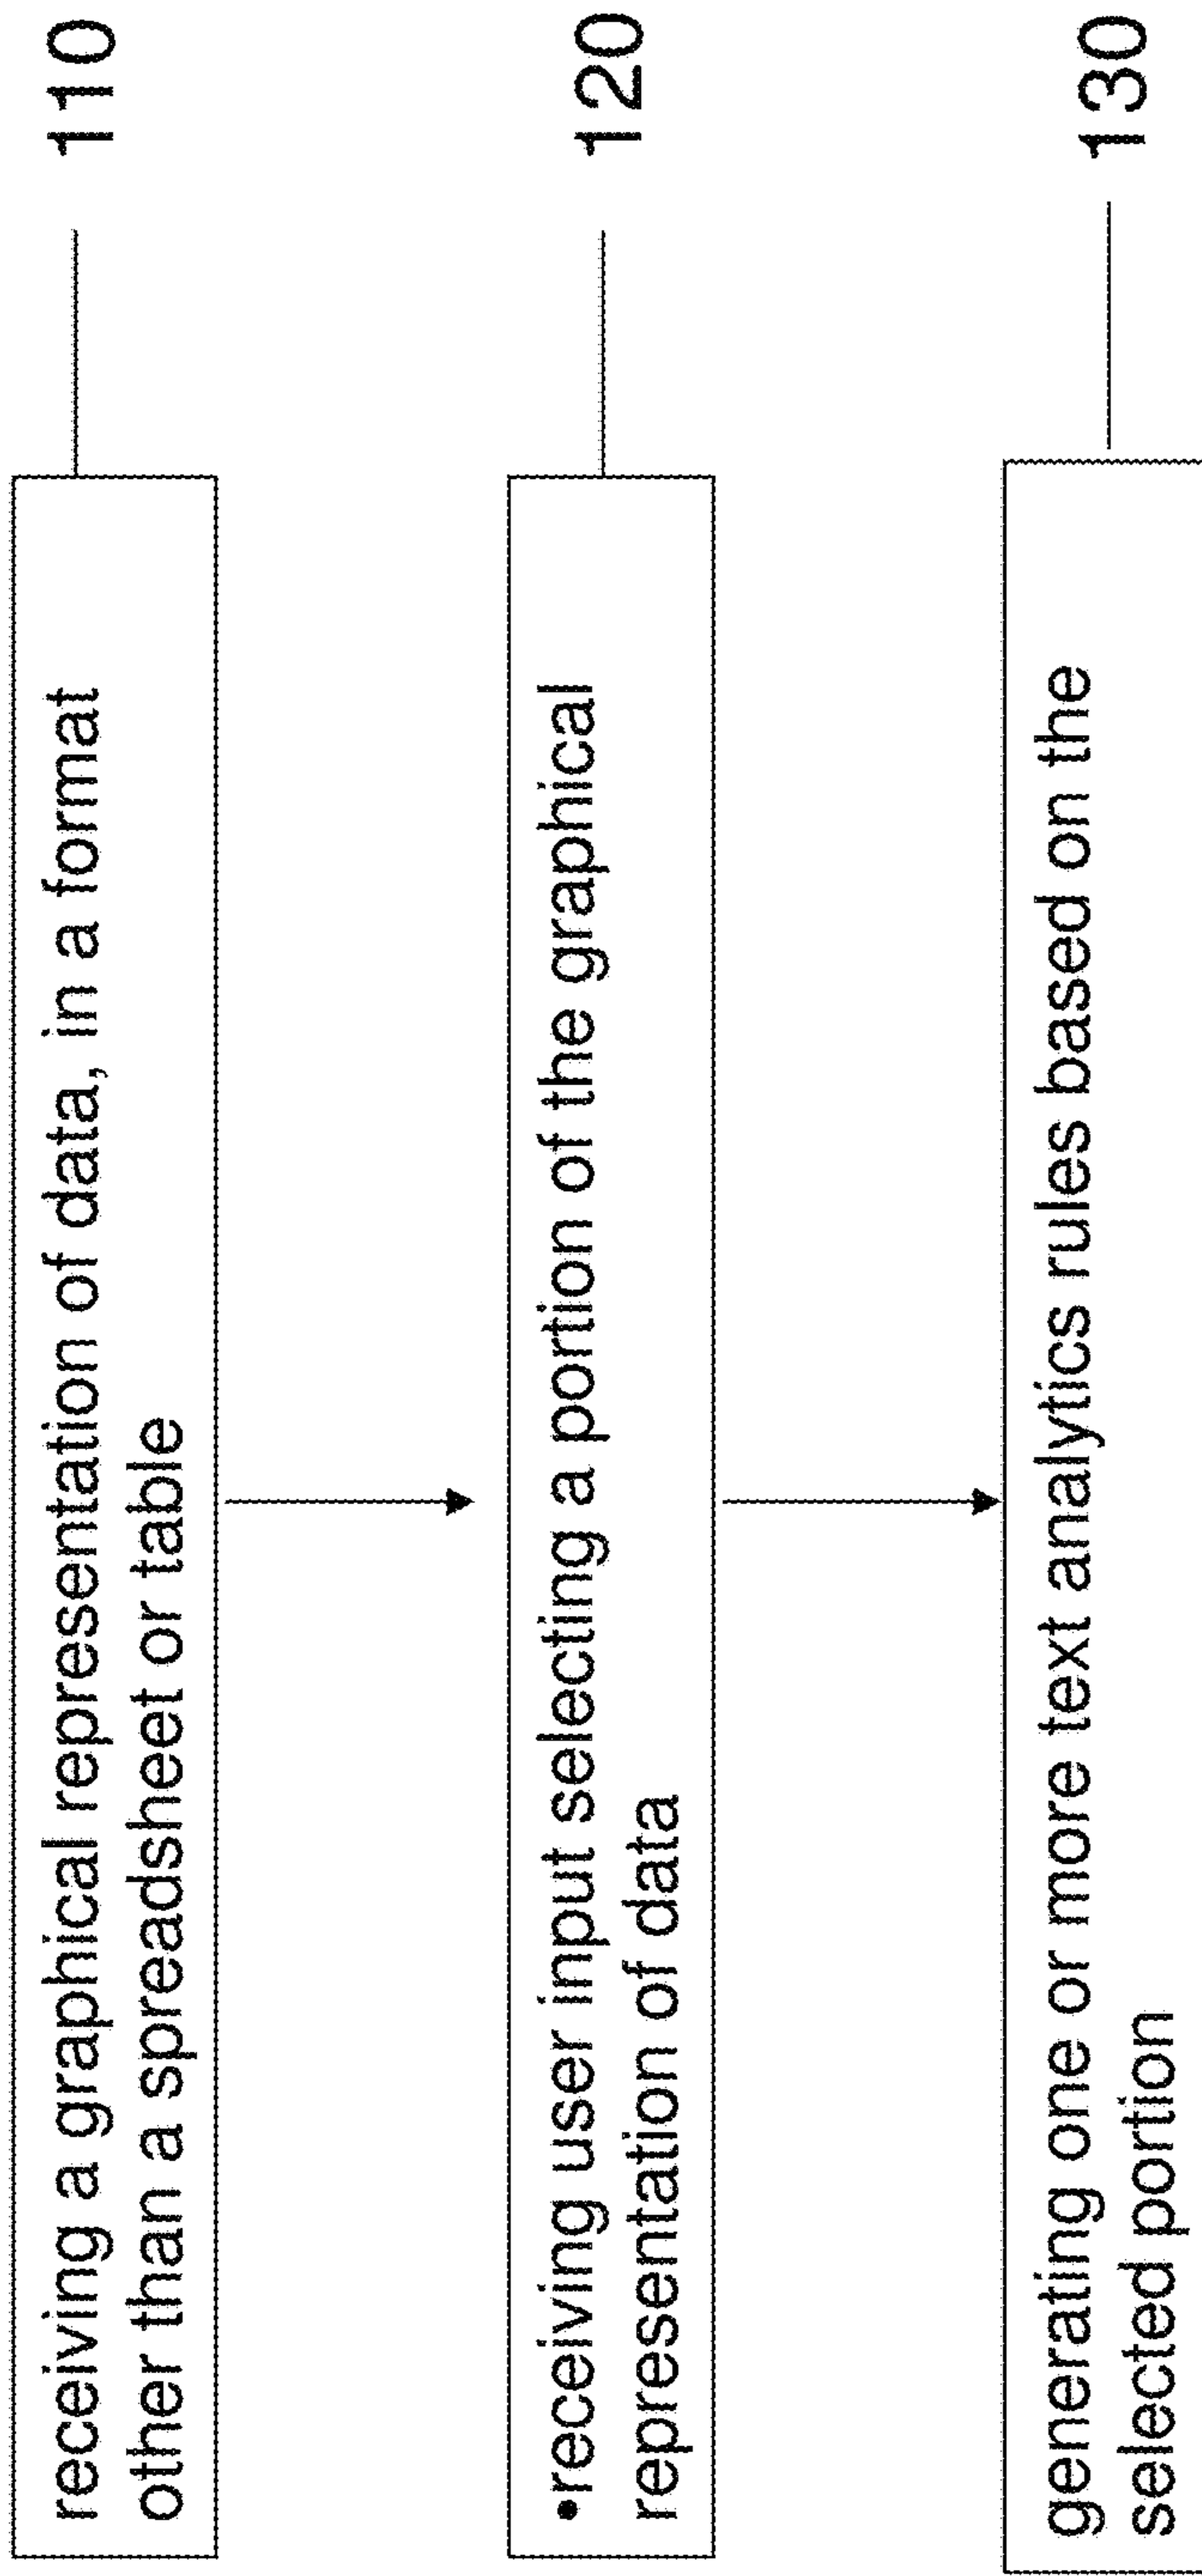 receiving a graphical representation of data, in a format
other than a spreadsheet or table
110
•receiving user input selecting a portion of the graphical
representation of data
120
generating one or more text analytics rules based on the
selected portion
130